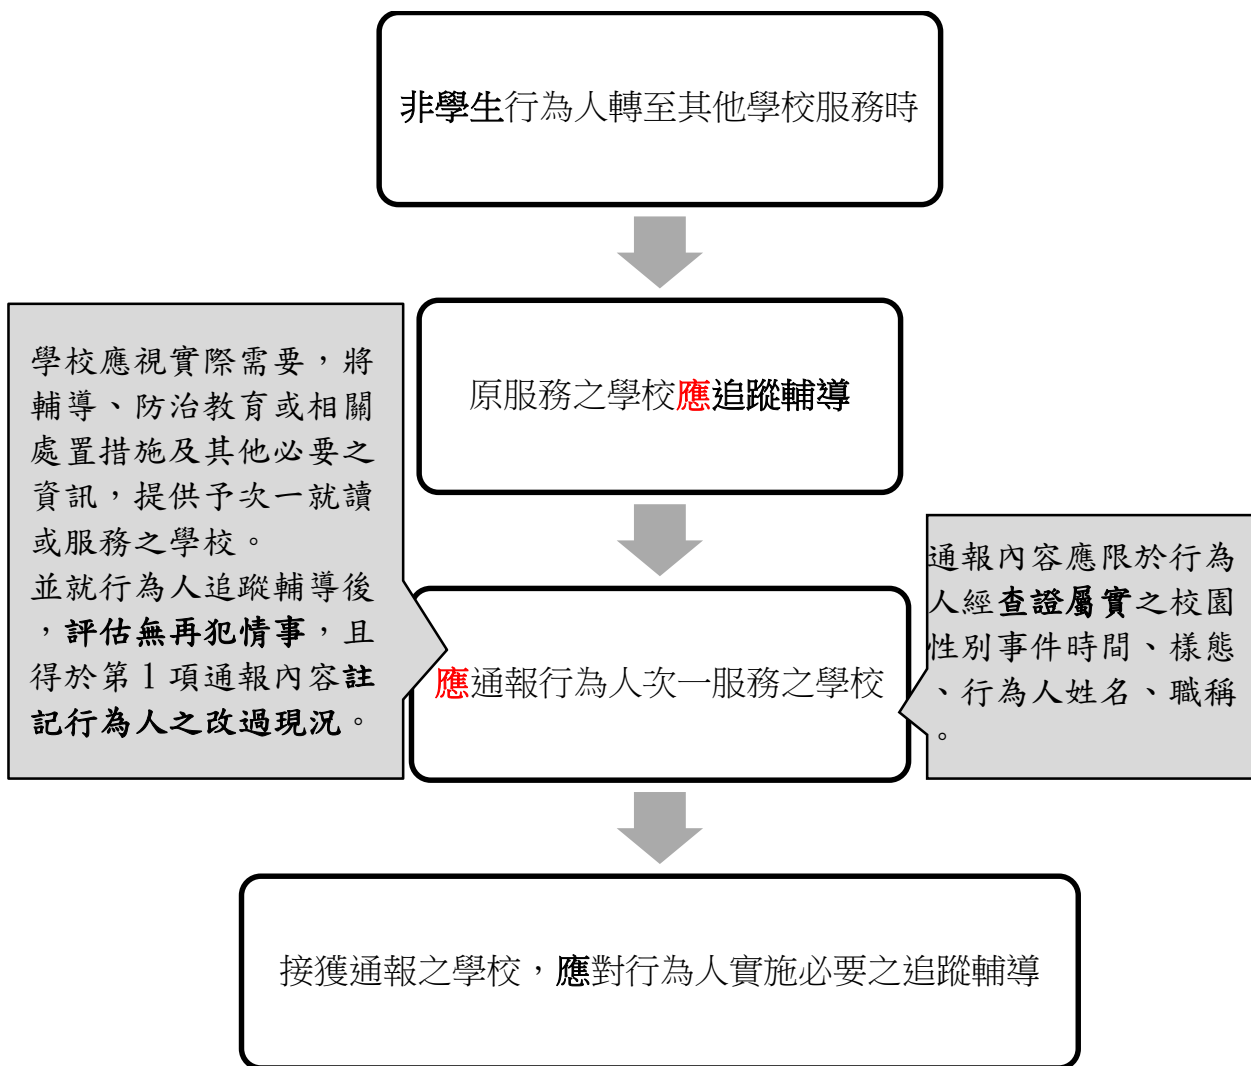 非學生行為人轉至其他學校服務時
原服務之學校應追蹤輔導
學校應視實際需要，將
輔導、防治教育或相關
處置措施及其他必要之
資訊，提供予次一就讀
或服務之學校。
並就行為人追蹤輔導後
，評估無再犯情事，且
得於第1項通報內容註
記行為人之改過現況。
應通報行為人次一服務之學校
通報內容應限於行為
人經查證屬實之校園
性別事件時間、樣態
、行為人姓名、職稱
。
接獲通報之學校，應對行為人實施必要之追蹤輔導